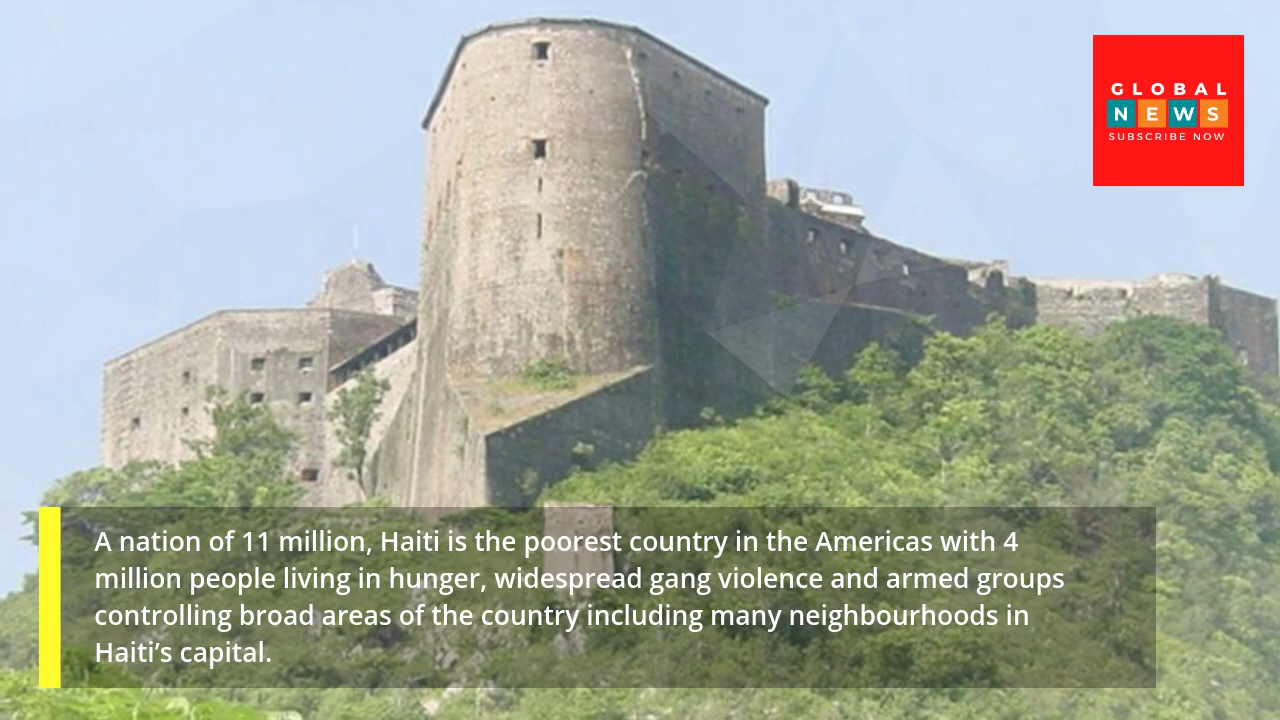 GLOBAL
NEWS
SUBSCRIBE NOW
A nation of 11 million, Haiti is the poorest country in the Americas with 4
million people living in hunger, widespread gang violence and armed groups
controlling broad areas of the country including many neighbourhoods in
Haiti’s capital.